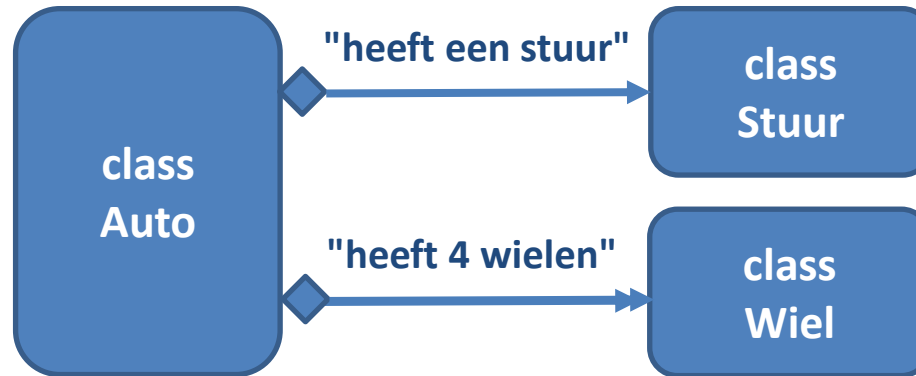 class
Auto
"heeft een stuur"
class
Stuur
"heeft 4 wielen"
class
Wiel